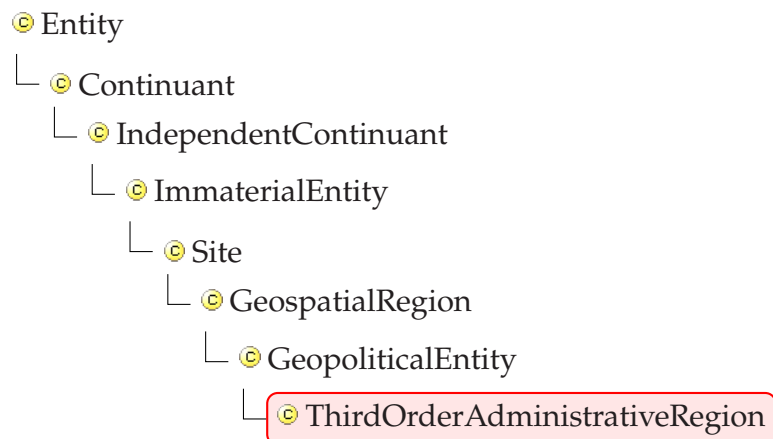 Entity
Continuant
IndependentContinuant
ImmaterialEntity
Site
GeospatialRegion
GeopoliticalEntity
ThirdOrderAdministrativeRegion